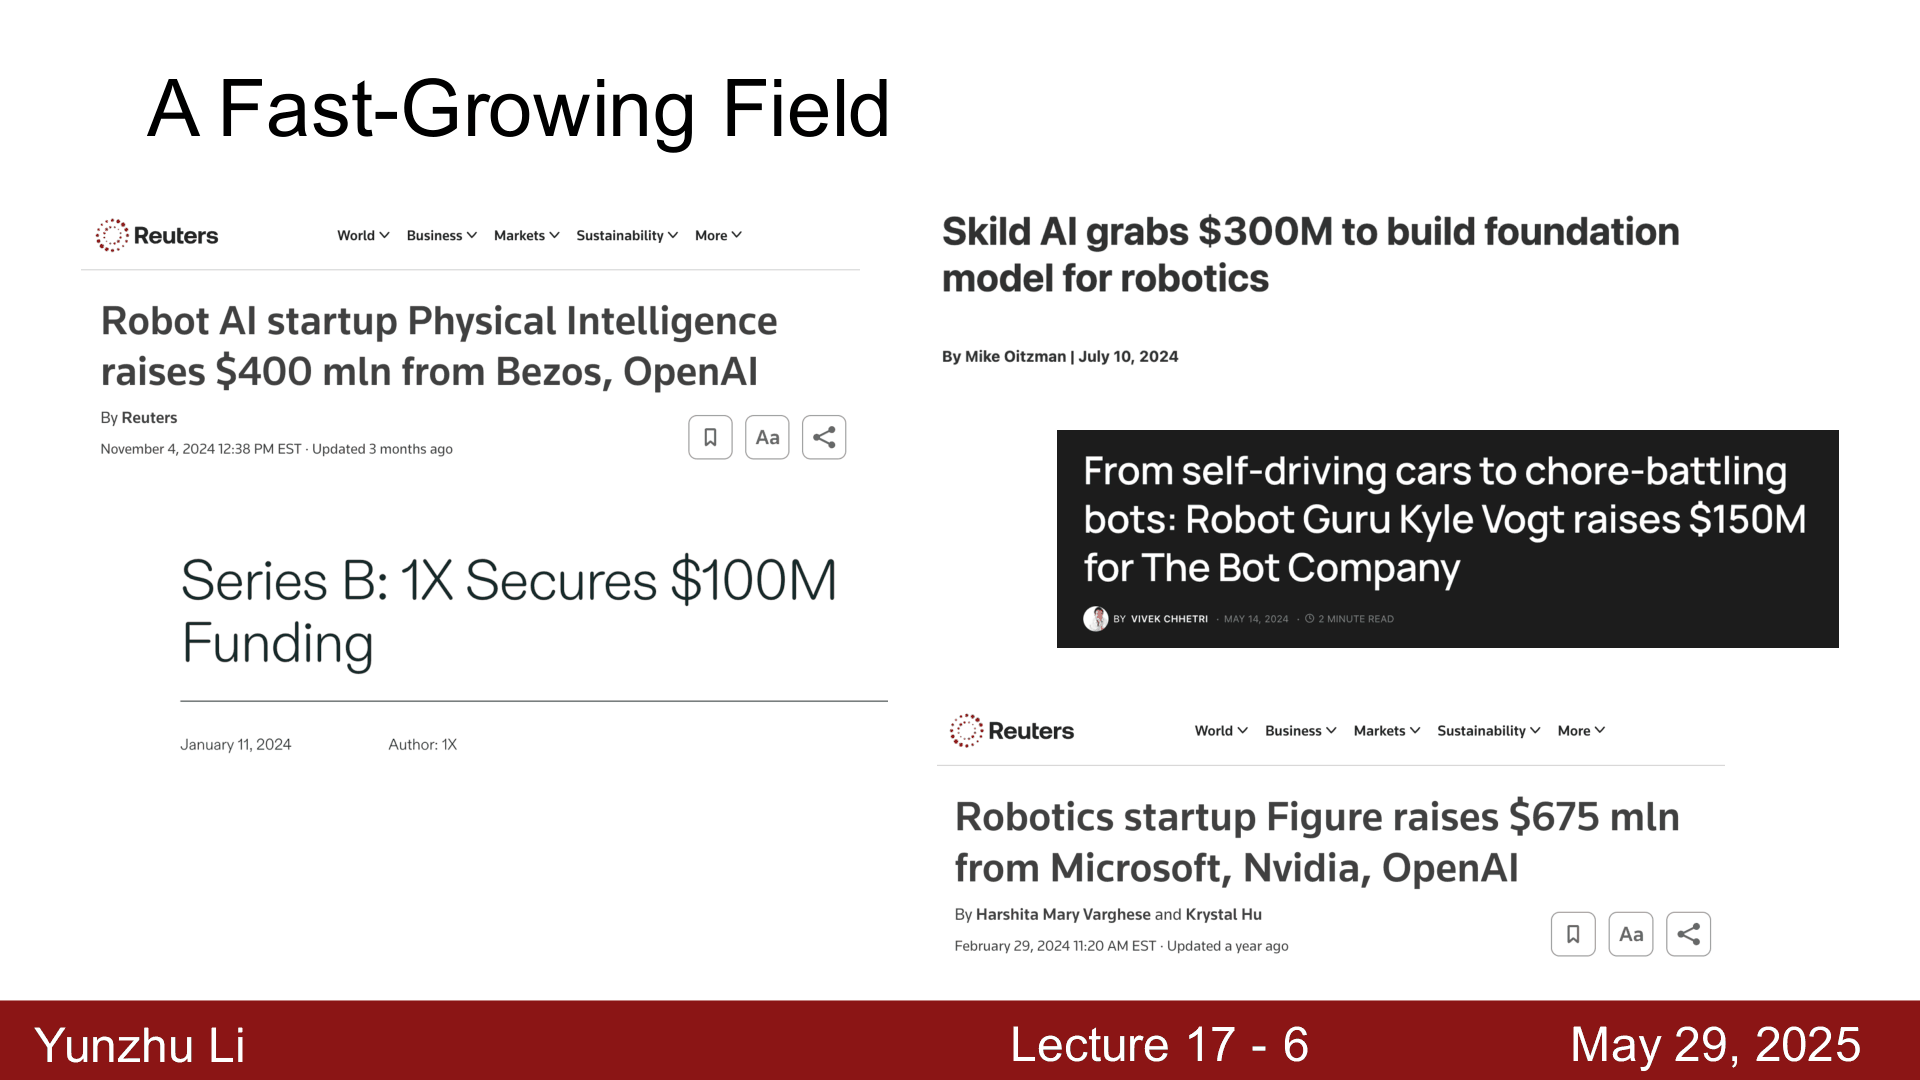 A Fast-Growing Field
Reuters
World Business Markets Sustainability More
Robot AI startup Physical Intelligence
raises $400 mln from Bezos, OpenAI
By Reuters
November 4, 2024 12:38 PM EST · Updated 3 months ago
Aa
Series B: 1X Secures $100M
Funding
January 11, 2024 Author: 1X
Skild AI grabs $300M to build foundation
model for robotics
By Mike Oitzman | July 10, 2024
From self-driving cars to chore-battling
bots: Robot Guru Kyle Vogt raises $150M
for The Bot Company
BY VIVEK CHHETRI · MAY 14, 2024 · 2 MINUTE READ
Reuters
World Business Markets Sustainability More
Robotics startup Figure raises $675 mln
from Microsoft, Nvidia, OpenAI
By Harshita Mary Varghese and Krystal Hu
February 29, 2024 11:20 AM EST · Updated a year ago
Aa
Yunzhu Li
Lecture 17 - 6
May 29, 2025